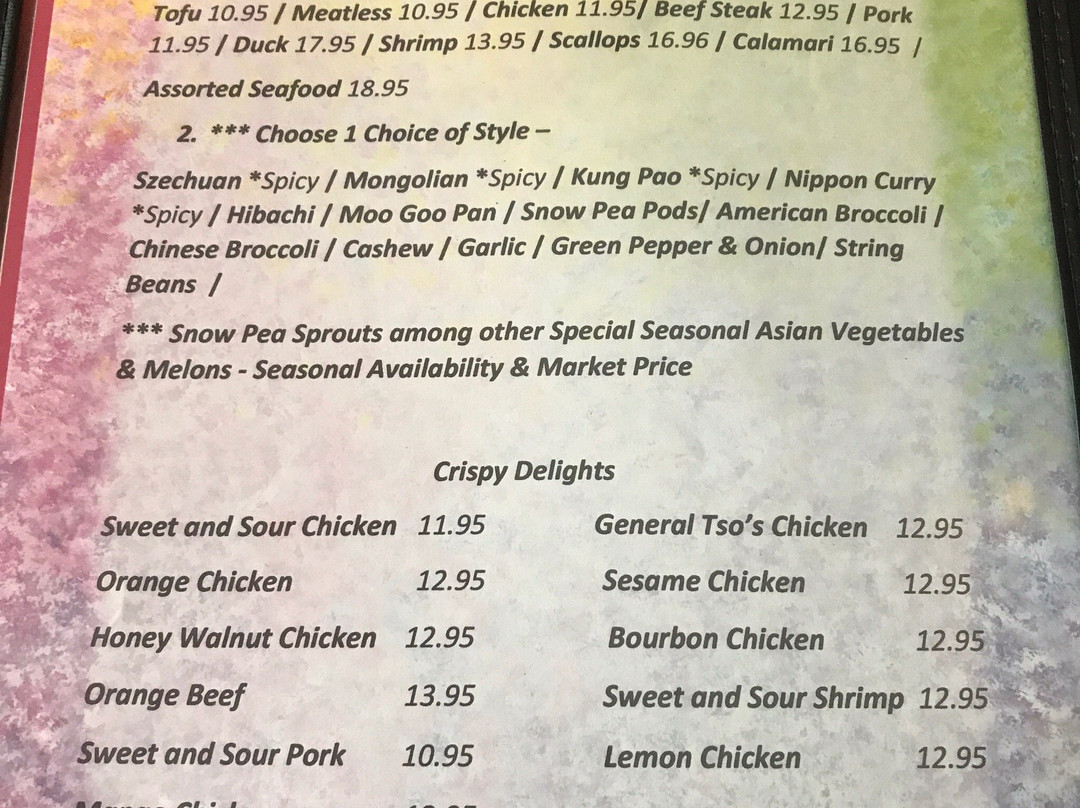 Tofu 10.95 / Meatless 10.95 / Chicken 11.95/ Beef Steak 12.95 / Pork
11.95 / Duck 17.95 / Shrimp 13.95 / Scallops 16.96 / Calamari 16.95 /
Assorted Seafood 18.95
2. *** Choose 1 Choice of Style –
Szechuan *Spicy / Mongolian *Spicy / Kung Pao *Spicy / Nippon Curry
*Spicy / Hibachi / Moo Goo Pan / Snow Pea Pods/ American Broccoli /
Chinese Broccoli / Cashew / Garlic / Green Pepper & Onion/ String
Beans /
*** Snow Pea Sprouts among other Special Seasonal Asian Vegetables
& Melons - Seasonal Availability & Market Price
Crispy Delights
Sweet and Sour Chicken 11.95 General Tso's Chicken 12.95
Orange Chicken 12.95 Sesame Chicken 12.95
Honey Walnut Chicken 12.95 Bourbon Chicken 12.95
Orange Beef 13.95 Sweet and Sour Shrimp 12.95
Sweet and Sour Pork 10.95 Lemon Chicken 12.95